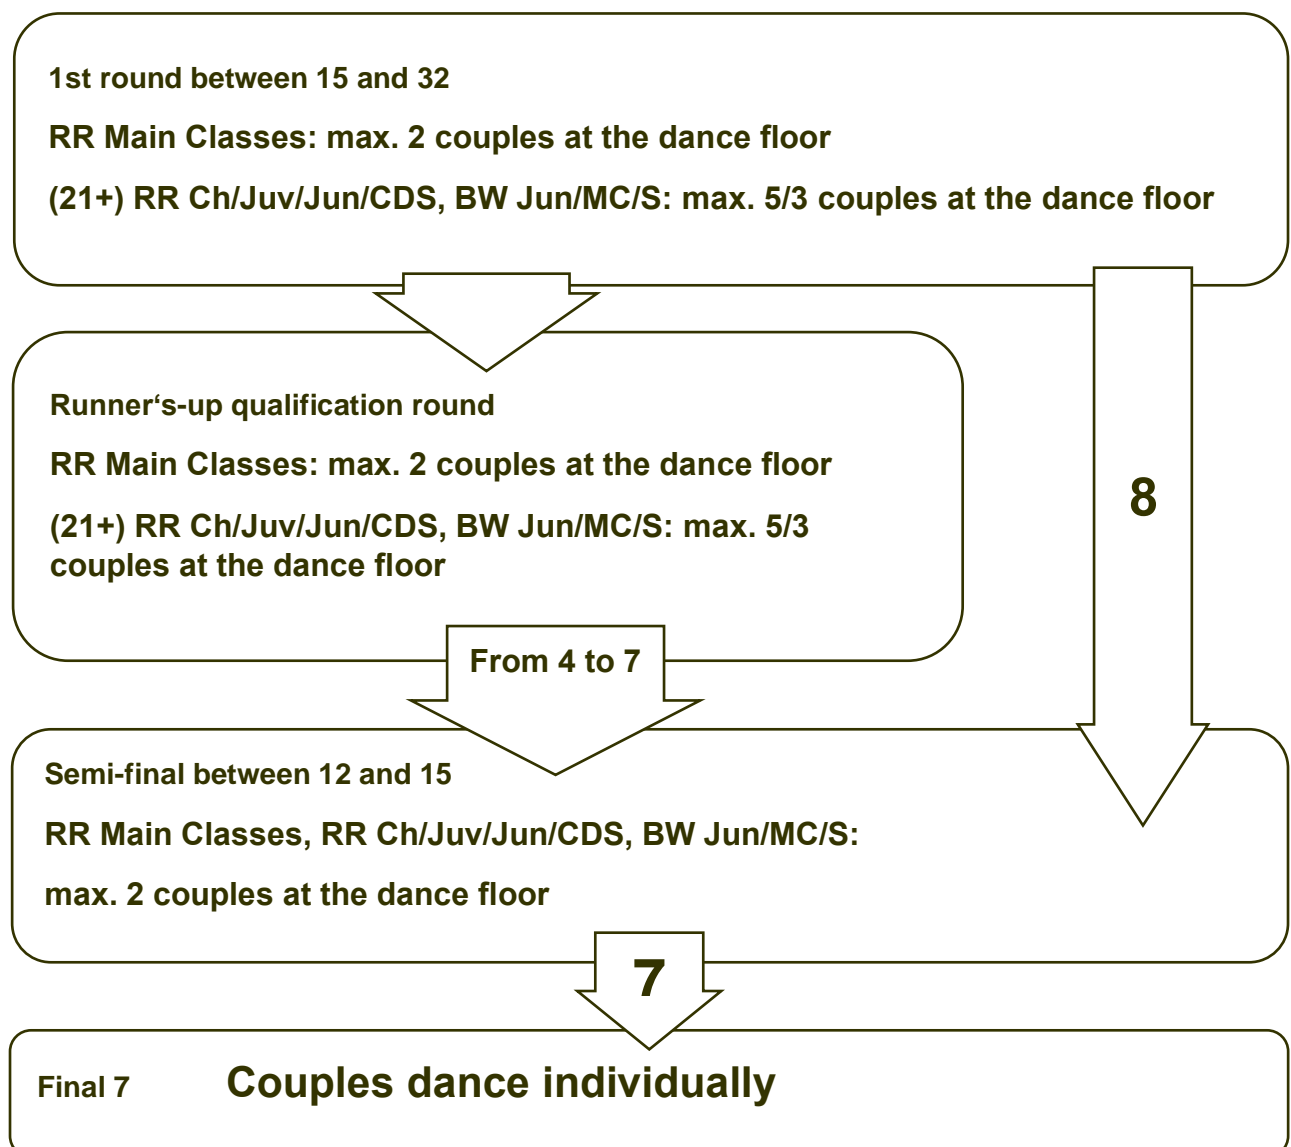 1st round between 15 and 32
RR Main Classes: max. 2 couples at the dance floor
(21+) RR Ch/Juv/Jun/CDS, BW Jun/MC/S: max. 5/3 couples at the dance floor
Runner‘s-up qualification round
RR Main Classes: max. 2 couples at the dance floor
(21+) RR Ch/Juv/Jun/CDS, BW Jun/MC/S: max. 5/3
couples at the dance floor
8
From 4 to 7
Semi-final between 12 and 15
RR Main Classes, RR Ch/Juv/Jun/CDS, BW Jun/MC/S:
max. 2 couples at the dance floor
7
Final 7 Couples dance individually